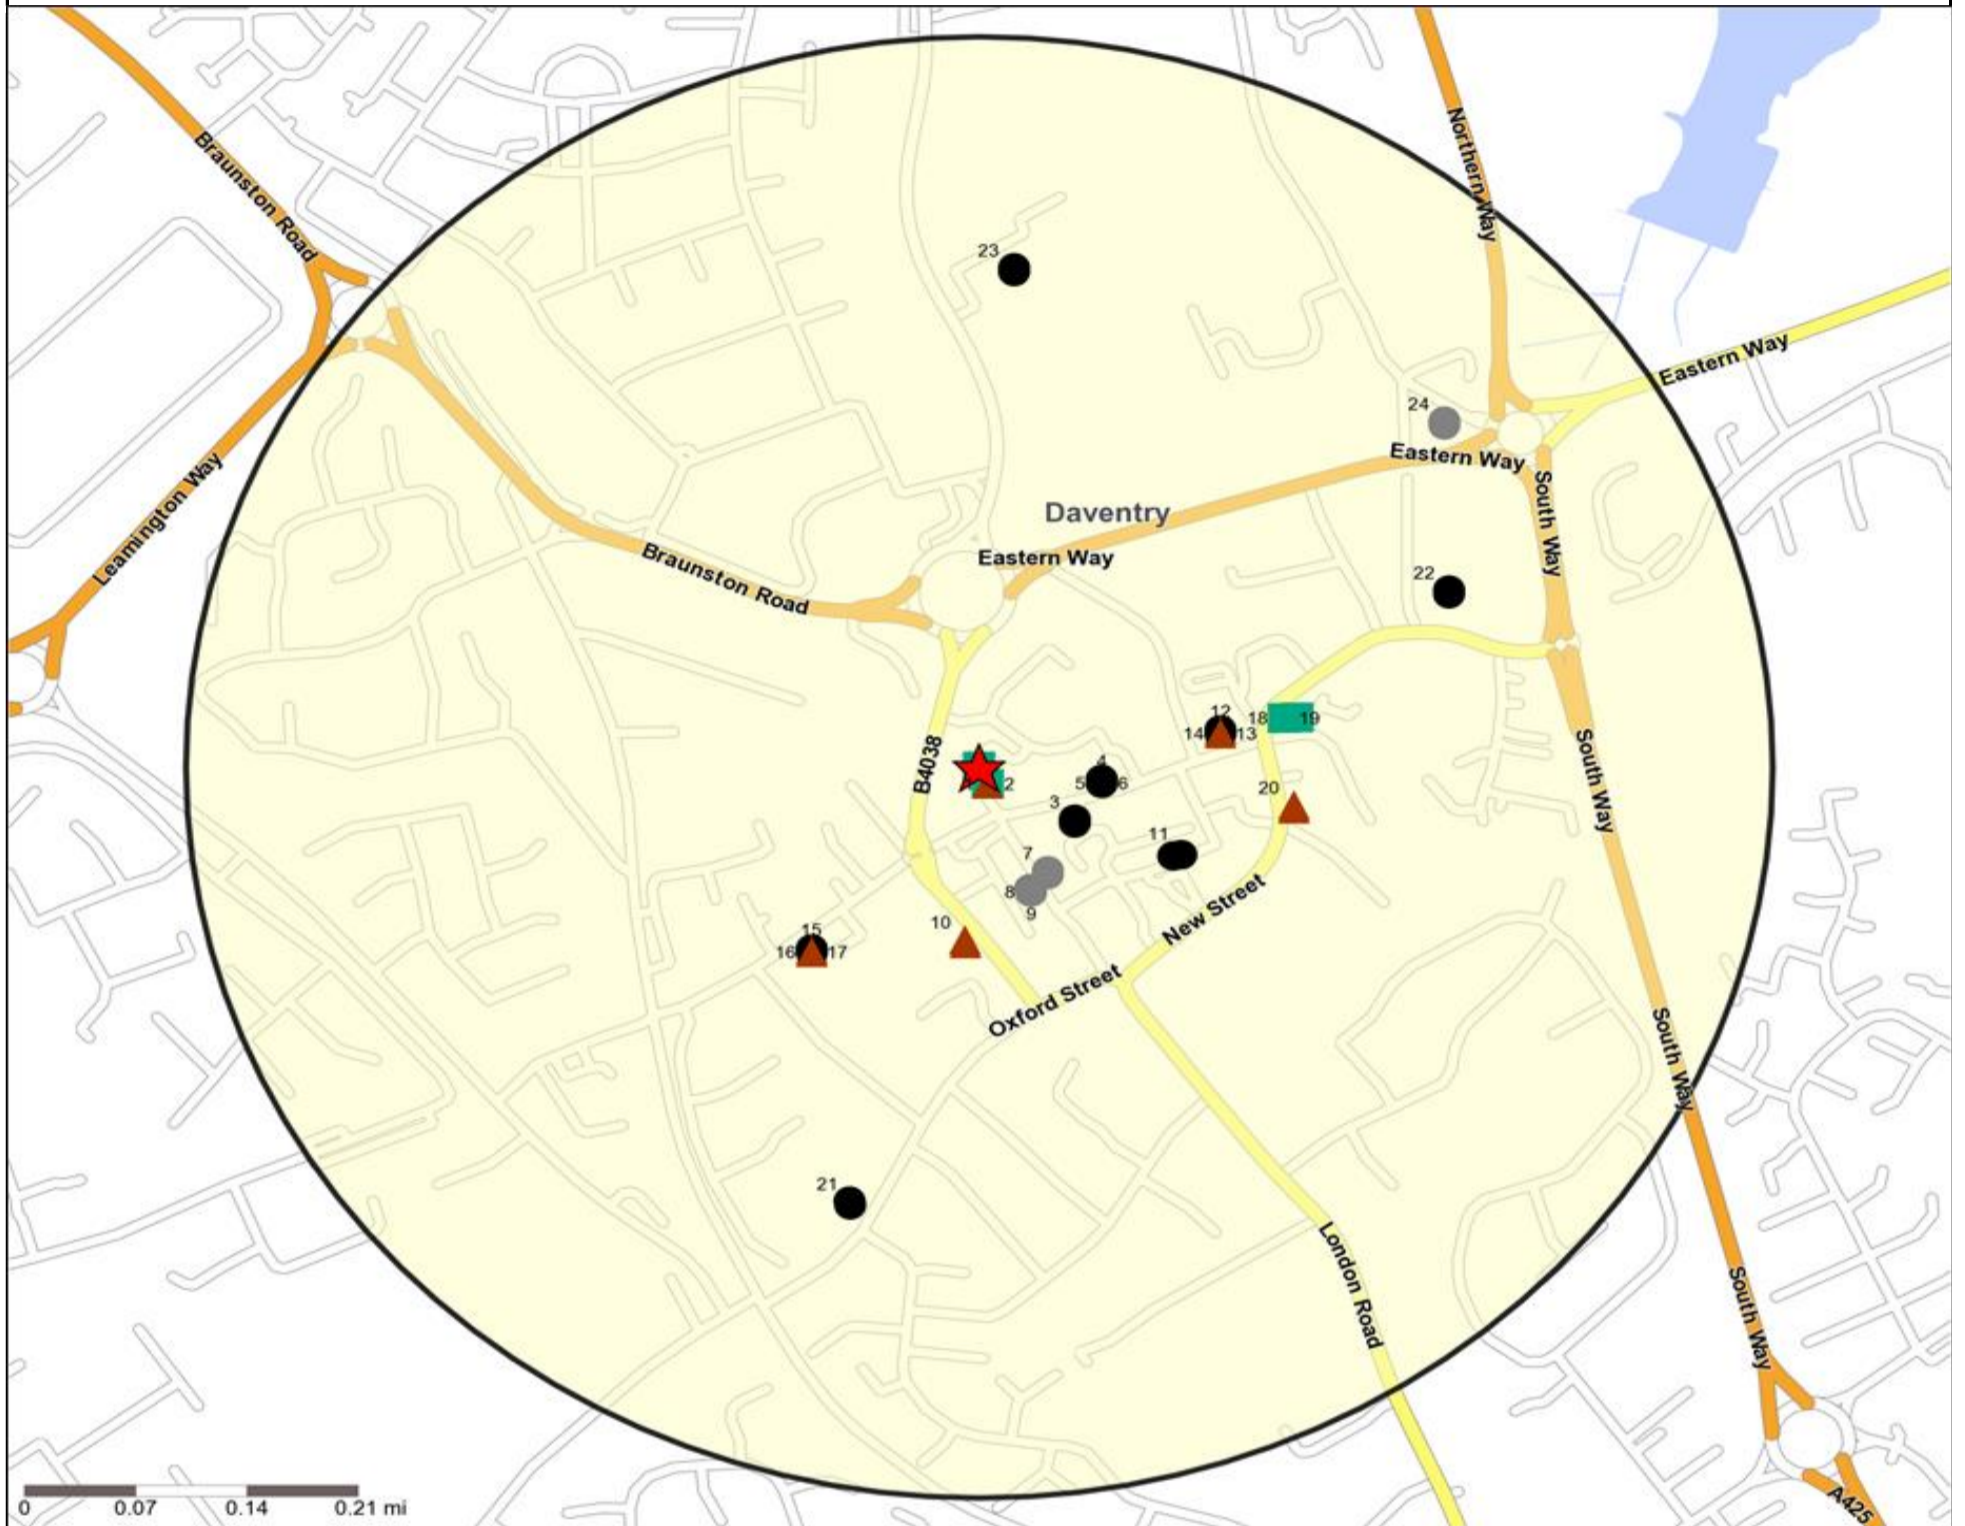 Braunston Road
Northern Way
23
Eastern Way
24
Eastern Way
Leamington Way
South Way
Daventry
Eastern Way
Braunston Road
22
12
18
19
14
13
South Way
B4038
4
2
5
6
20
3
11
7
8
9
New Street
10
15
16
17
Oxford Street
South Way
21
London Road
South Way
0
0.07
0.14
0.21 mi
A425